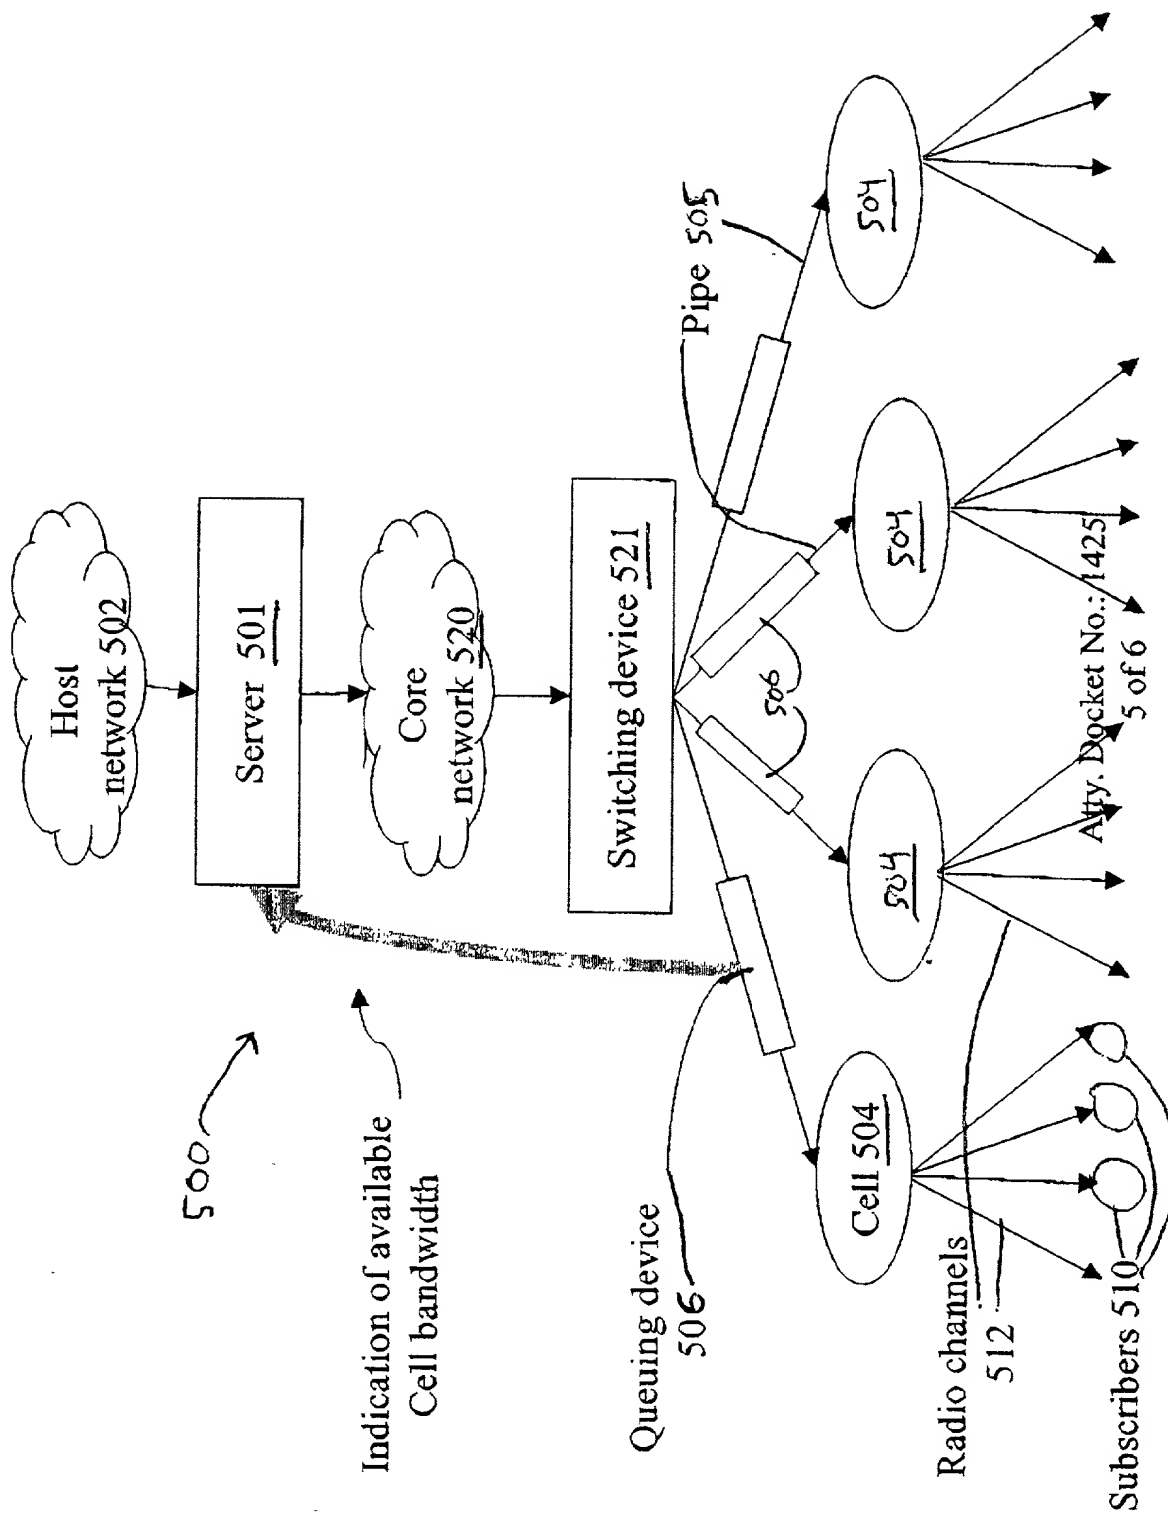 Host
network 502
Server 501
Core
network 520
Switching device 521
500
Indication of available
Cell bandwidth
Pipe 505
Queuing device
506
506
Cell 504
504
504
504
Radio channels
512
Subscribers 510
Atty. Docket No.: 1425
5 of 6